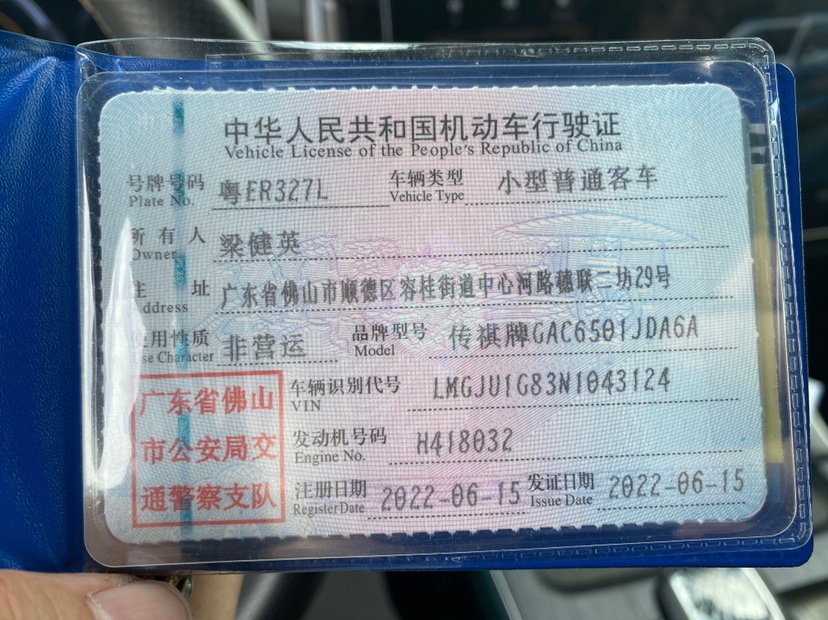 中华人民共和国机动车行驶证
Vehicle License of the People's Republic of China
号牌号码 粤ER327L 车辆类型 小型普通客车
Plate No. Vehicle Type
所有人 梁健英
Owner
住址 广东省佛山市顺德区容桂街道中心河路穗联二坊29号
Address
使用性质 非营运 品牌型号 传祺牌GAC6501JDA6A
Use Character Model
广东省佛山
市公安局交
通警察支队
车辆识别代号 LMGJU1G83N1043124
VIN
发动机号码 H418032
Engine No.
注册日期 2022-06-15 发证日期 2022-06-15
Register Date Issue Date